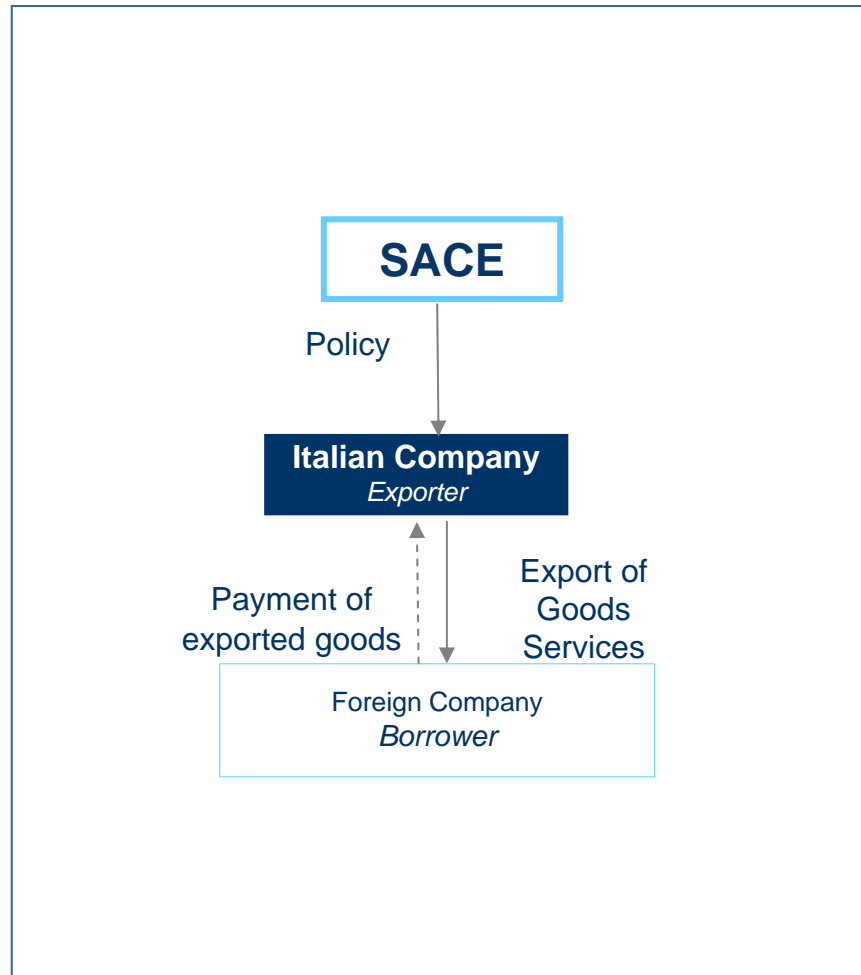 SACE
Policy
Italian Company
Exporter
Payment of
exported goods
Export of
Goods
Services
Foreign Company
Borrower